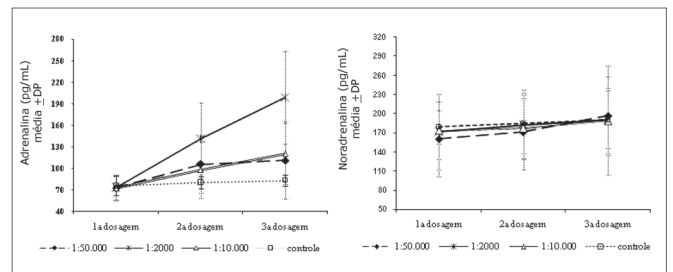 Adrenalina (pg/mL)
média ±DP
280
250
220
190
160
130
100
70
40
1a dosagem 2a dosagem 3a dosagem
1:50.000 1:2000 1:10.000 controle
Noradrenalina (pg/mL)
média ±DP
320
290
260
230
200
170
140
110
80
50
1a dosagem 2a dosagem 3a dosagem
1:50.000 1:2000 1:10.000 controle